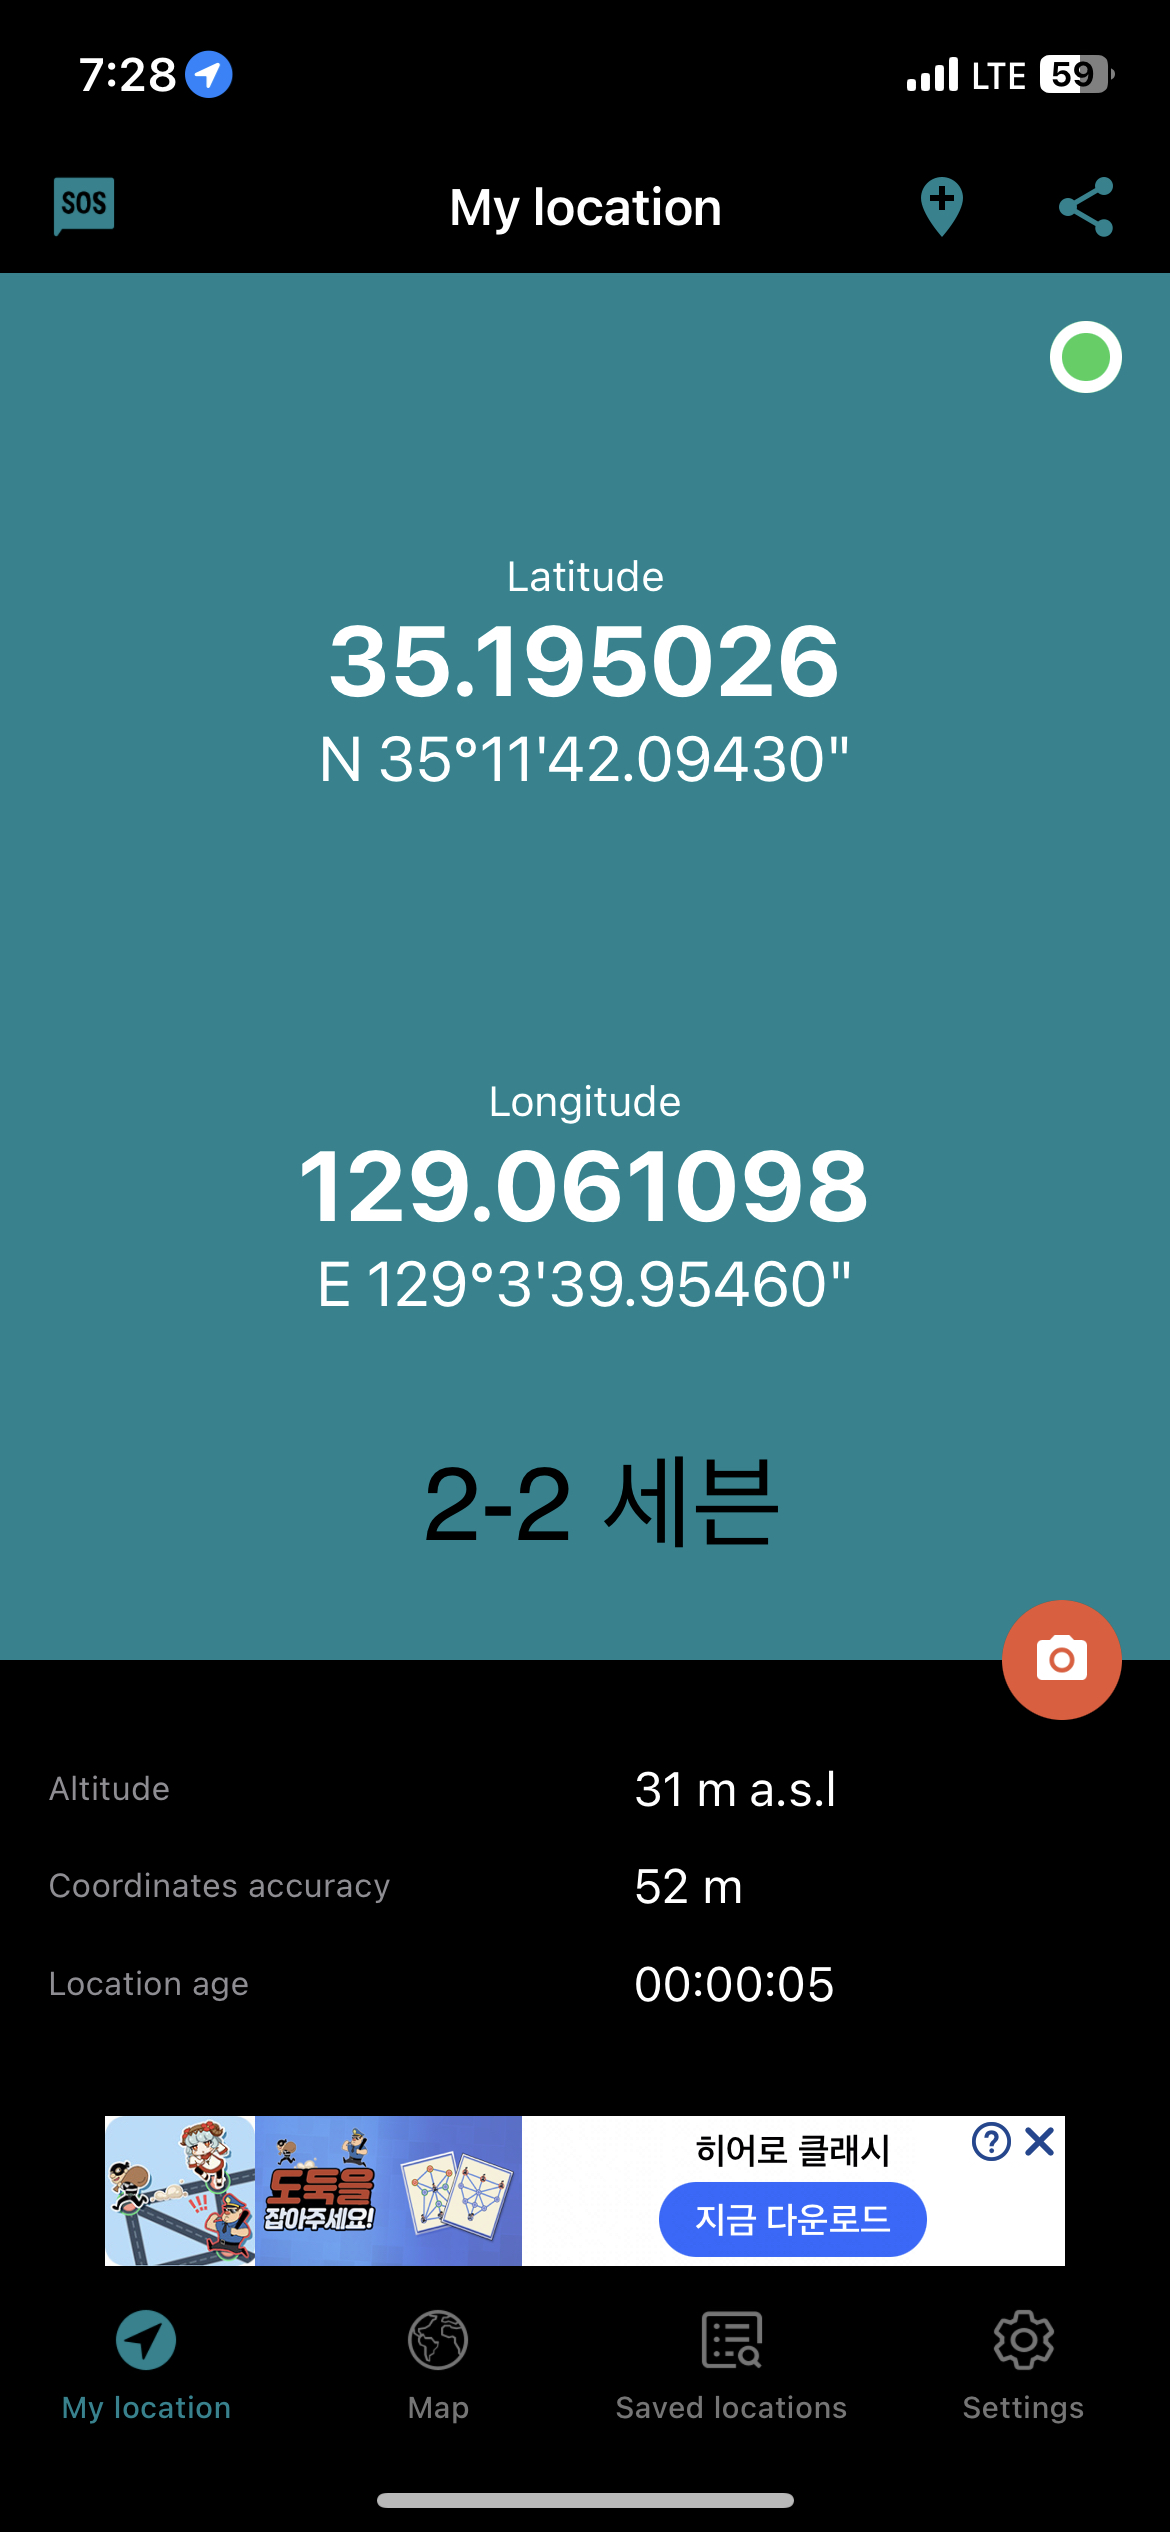 7:28 LTE 59
SOS My location
Latitude
35.195026
N 35°11'42.09430"
Longitude
129.061098
E 129°3'39.95460"
2-2 세븐
Altitude 31 m a.s.l
Coordinates accuracy 52 m
Location age 00:00:05
!!!
도둑을
잡아주세요!
히어로 클래시
?
지금 다운로드
My location Map Saved locations Settings